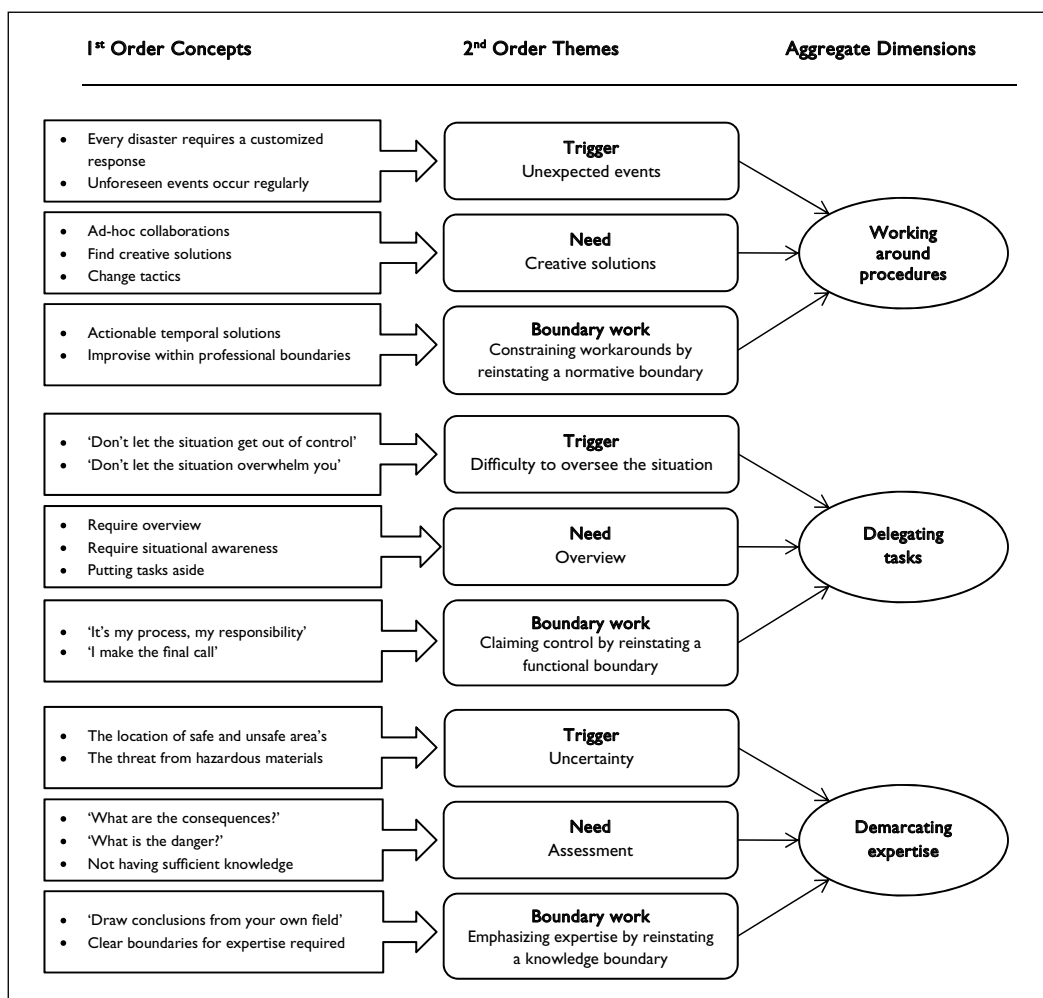 1st Order Concepts
2nd Order Themes
Aggregate Dimensions
• Every disaster requires a customized
response
• Unforeseen events occur regularly
Trigger
Unexpected events
• Ad-hoc collaborations
• Find creative solutions
• Change tactics
Need
Creative solutions
• Actionable temporal solutions
• Improvise within professional boundaries
Boundary work
Constraining workarounds by
reinstating a normative boundary
Working
around
procedures
• ‘Don’t let the situation get out of control’
• ‘Don’t let the situation overwhelm you’
Trigger
Difficulty to oversee the situation
• Require overview
• Require situational awareness
• Putting tasks aside
Need
Overview
• ‘It’s my process, my responsibility’
• ‘I make the final call’
Boundary work
Claiming control by reinstating a
functional boundary
Delegating
tasks
• The location of safe and unsafe area’s
• The threat from hazardous materials
Trigger
Uncertainty
• ‘What are the consequences?’
• ‘What is the danger?’
• Not having sufficient knowledge
Need
Assessment
• ‘Draw conclusions from your own field’
• Clear boundaries for expertise required
Boundary work
Emphasizing expertise by reinstating
a knowledge boundary
Demarcating
expertise